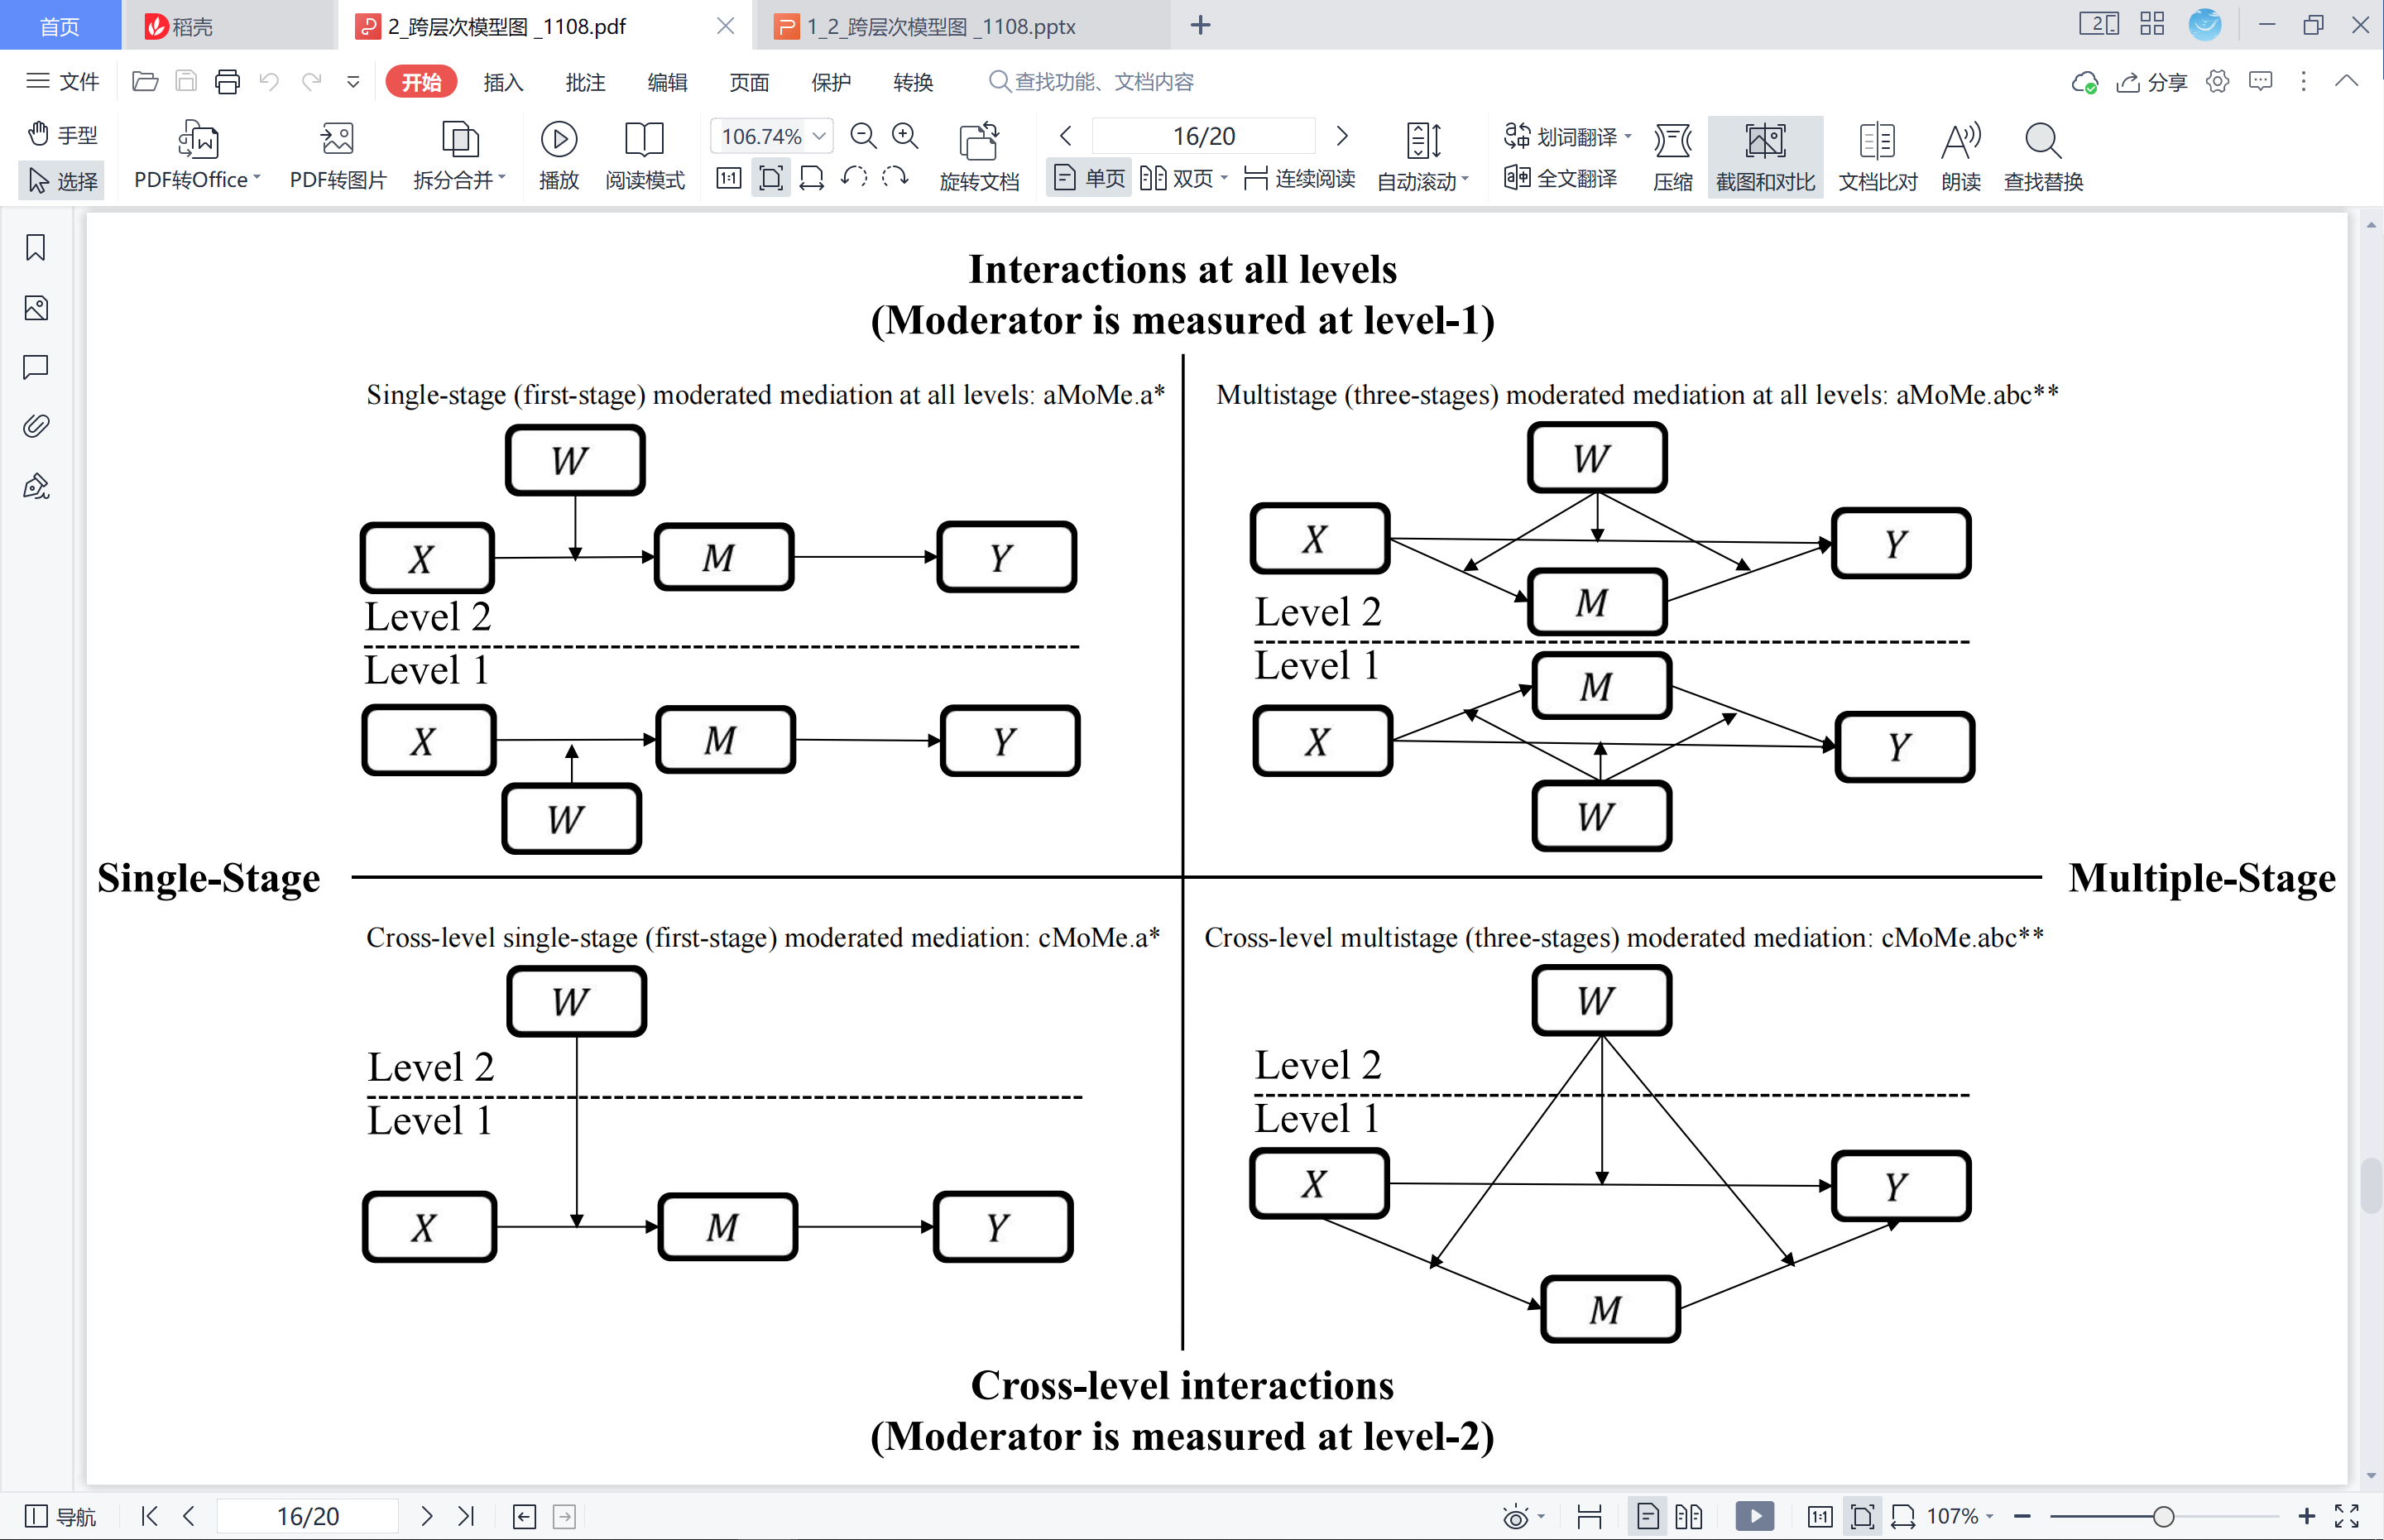 首页
稻壳
2_跨层次模型图 _1108.pdf
1_2_跨层次模型图 _1108.pptx
文件
开始
插入
批注
编辑
页面
保护
转换
查找功能、文档内容
分享
手型
选择
PDF转Office
PDF转图片
拆分合并
播放
阅读模式
106.74%
1:1
旋转文档
16/20
单页
双页
连续阅读
自动滚动
划词翻译
全文翻译
压缩
截图和对比
文档比对
朗读
查找替换
Interactions at all levels
(Moderator is measured at level-1)
Single-stage (first-stage) moderated mediation at all levels: aMoMe.a*
W
X
M
Y
Level 2
Level 1
X
M
Y
W
Multistage (three-stages) moderated mediation at all levels: aMoMe.abc**
W
X
Y
M
Level 2
Level 1
M
X
Y
W
Single-Stage
Multiple-Stage
Cross-level single-stage (first-stage) moderated mediation: cMoMe.a*
W
Level 2
Level 1
X
M
Y
Cross-level multistage (three-stages) moderated mediation: cMoMe.abc**
W
Level 2
Level 1
X
Y
M
Cross-level interactions
(Moderator is measured at level-2)
导航
16/20
1:1
107%